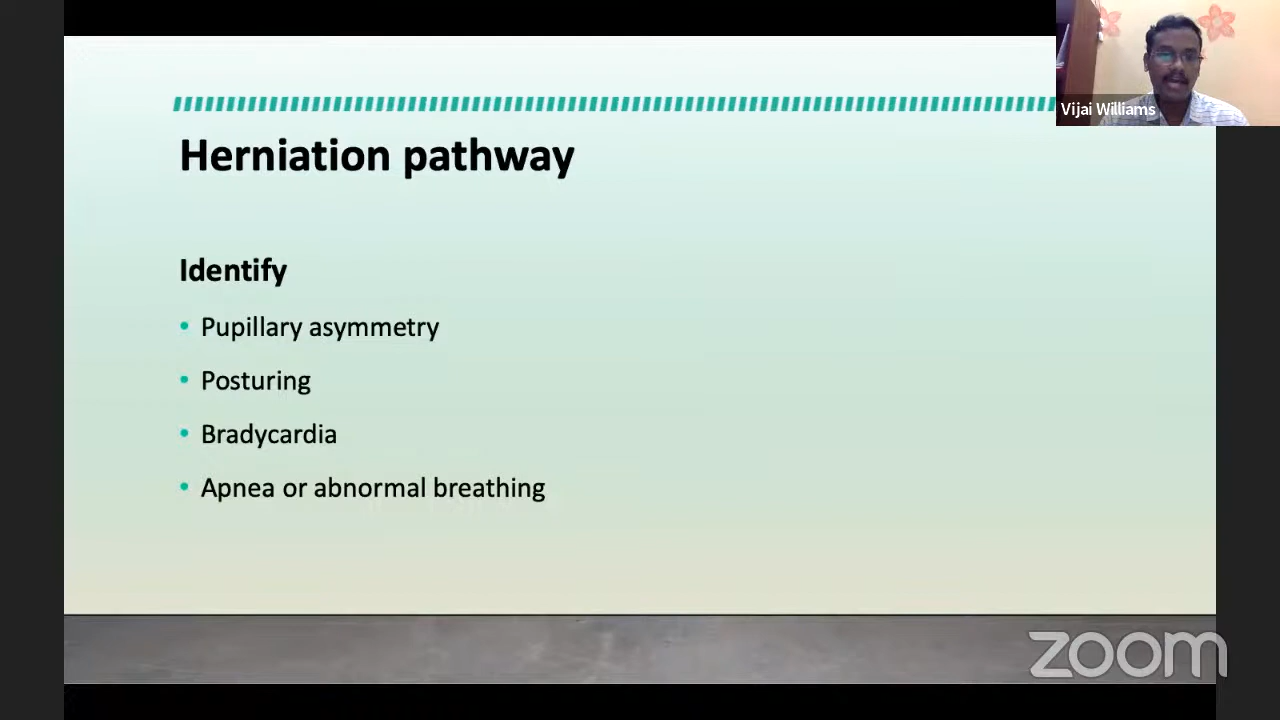 Vijai Williams
Herniation pathway
Identify
• Pupillary asymmetry
• Posturing
• Bradycardia
• Apnea or abnormal breathing
zoom